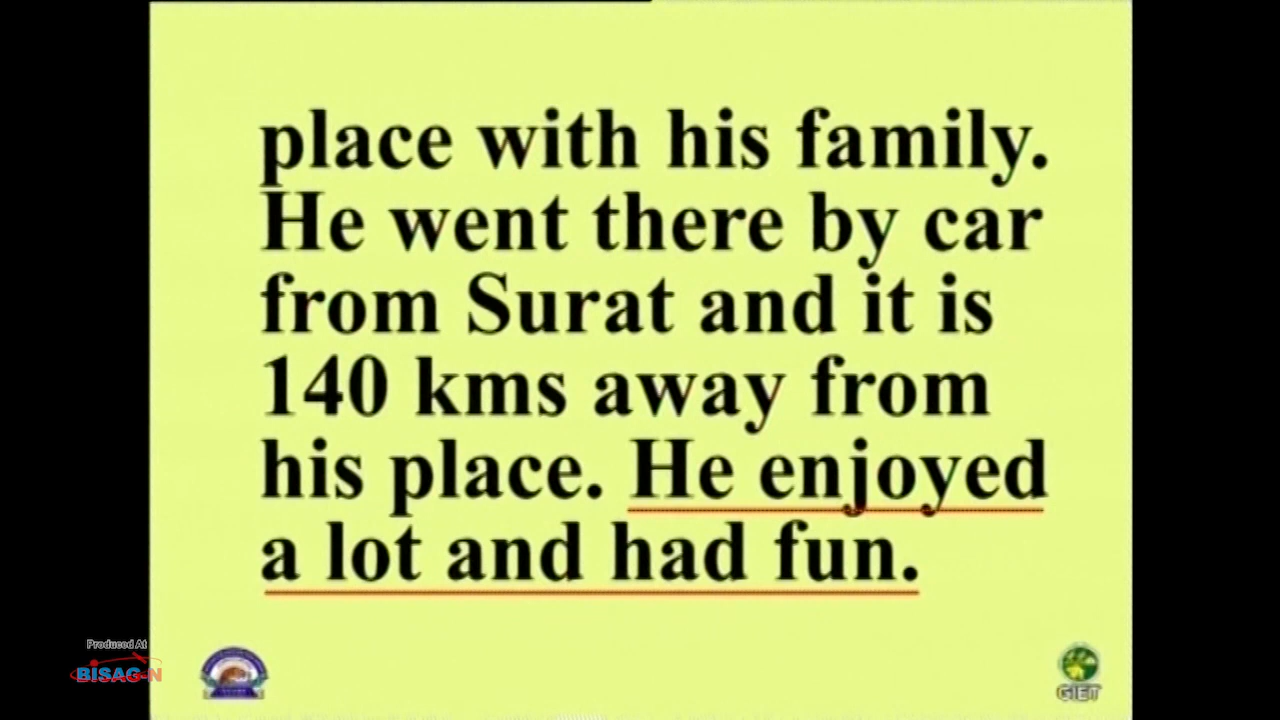 place with his family.
He went there by car
from Surat and it is
140 kms away from
his place. He enjoyed
a lot and had fun.
Produced At
BISAG-N
GIET